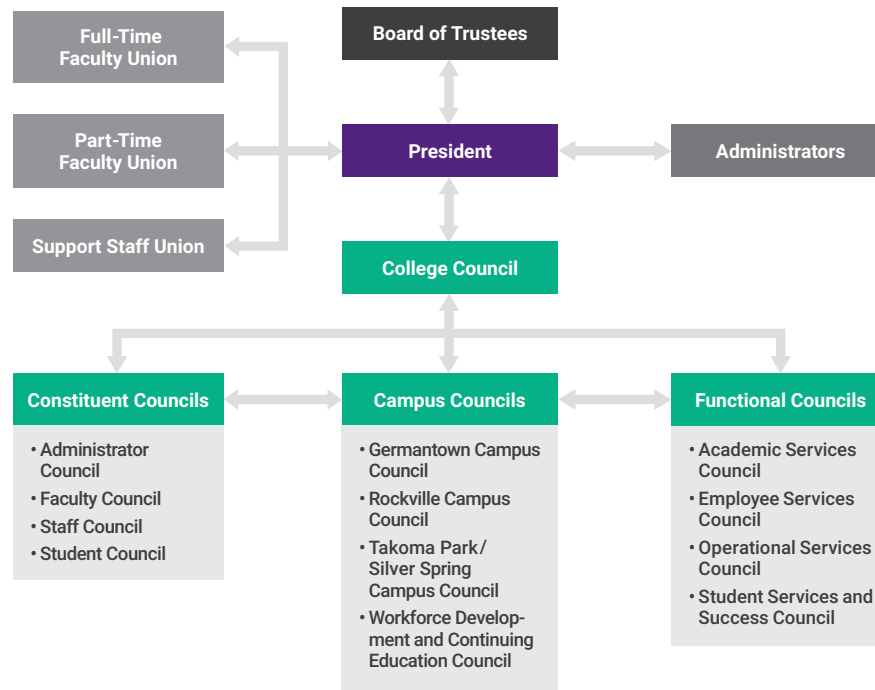 Full-Time
Faculty Union
Board of Trustees
Part-Time
Faculty Union
President
Administrators
Support Staff Union
College Council
Constituent Councils
• Administrator
Council
• Faculty Council
• Staff Council
• Student Council
Campus Councils
• Germantown Campus
Council
• Rockville Campus
Council
• Takoma Park/
Silver Spring
Campus Council
• Workforce Develop-
ment and Continuing
Education Council
Functional Councils
• Academic Services
Council
• Employee Services
Council
• Operational Services
Council
• Student Services and
Success Council